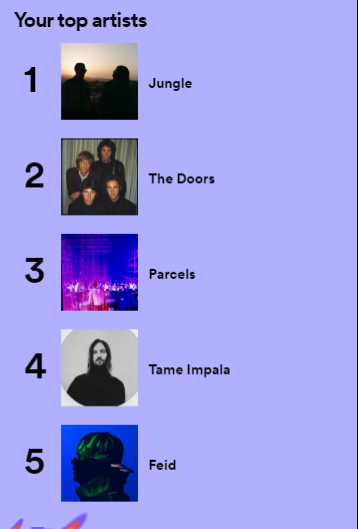 Your top artists
1
Jungle
2
The Doors
3
Parcels
4
Tame Impala
5
Feid